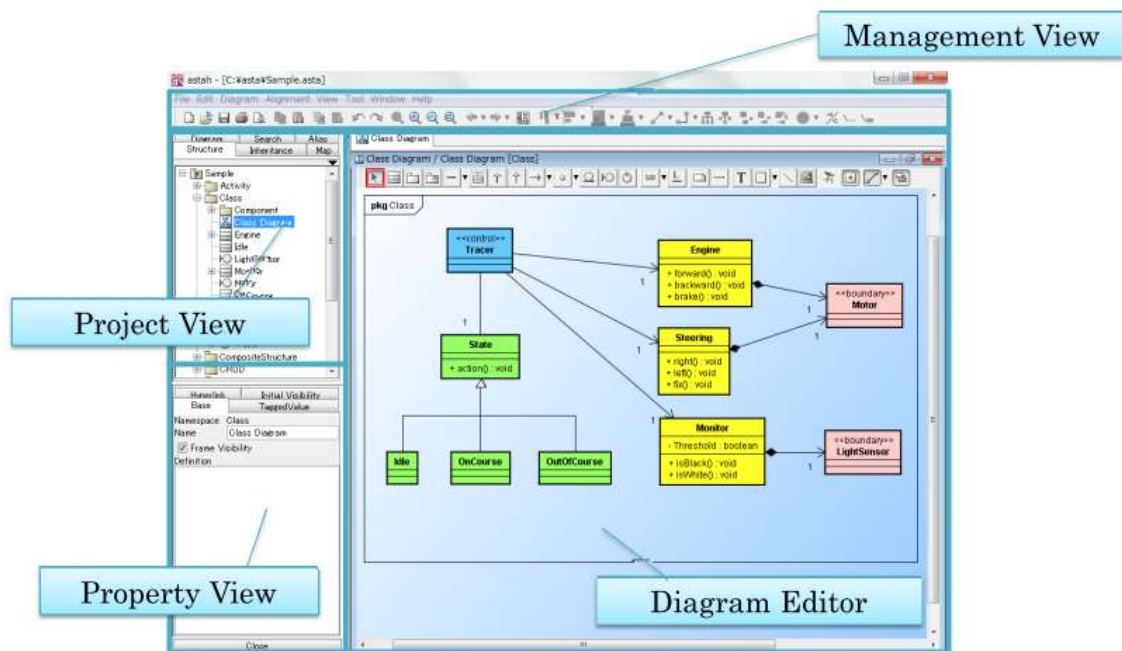 Management View
astah - [C:¥asta¥Sample.asta]
File Edit Diagram Alignment View Tool Window Help
Diagram Search Alias
Structure Inheritance Map
Class Diagram
Class Diagram / Class Diagram [Class]
Sample
Activity
Class
Component
Class Diagram
Engine
Idle
Monitor
CompositeStructure
CRUD
Project View
Hyperlink Initial Visibility
Base TaggedValue
Namespace Class
Name Class Diagram
Frame Visibility
Definition
Property View
Close
T
pkg Class
<<control>>
Tracer
Engine
+ forward() : void
+ backward() : void
+ brake() : void
1
<<boundary>>
Motor
1
1
Steering
+ right() : void
+ left() : void
+ fix() : void
1
1
State
+ action() : void
1
Monitor
- Threshold : boolean
+ isBlack() : void
+ isWhite() : void
<<boundary>>
LightSensor
1
Idle
OnCourse
OutOfCourse
Diagram Editor